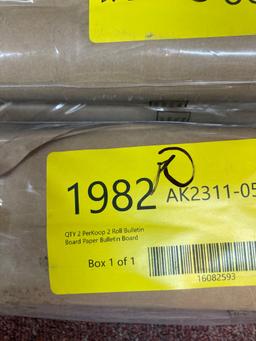 1982
AK2311-05
QTY 2 PerKoop 2 Roll Bulletin
Board Paper Bulletin Board
Box 1 of 1
16082593